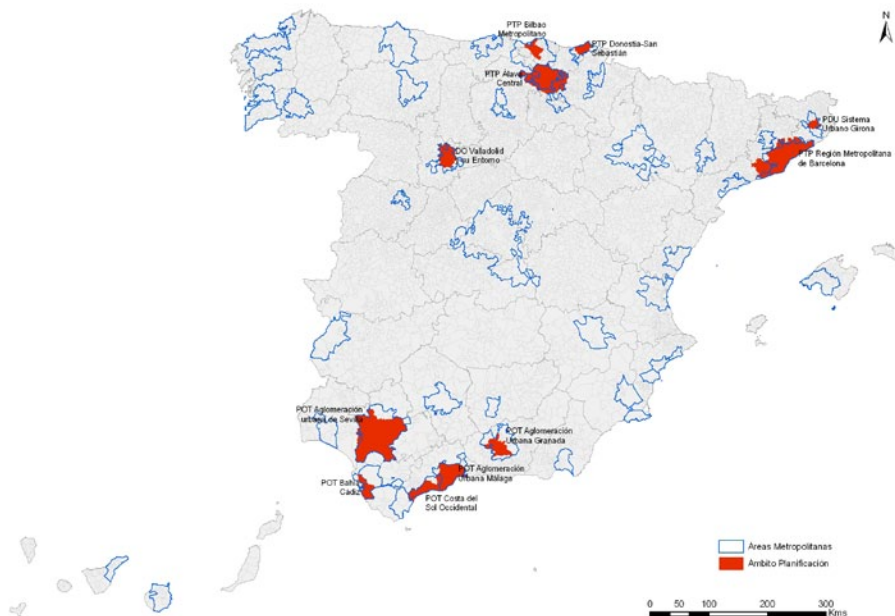 N
PTP Bilbao
Metropolitano
PTP Donostia-San
Sebastián
PTP Álava
Central
PDU Sistema
Urbano Girona
DO Valladolid
y su Entorno
PTP Región Metropolitana
de Barcelona
POT Aglomeración
urbana de Sevilla
POT Aglomeración
Urbana Granada
POT Aglomeración
Urbana Málaga
POT Bahía
Cádiz
POT Costa del
Sol Occidental
Áreas Metropolitanas
Ámbito Planificación
0 50 100 200 300
Kms